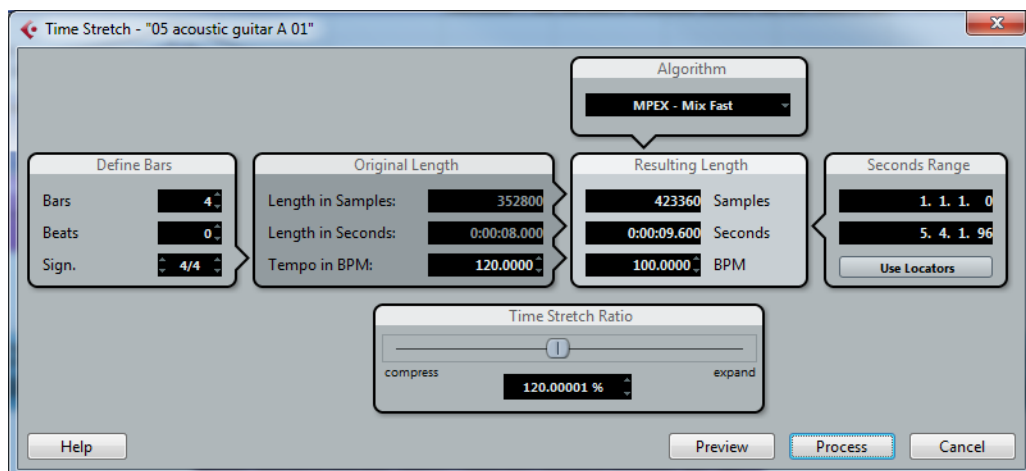 Time Stretch - "05 acoustic guitar A 01"
Algorithm
MPEX - Mix Fast
Define Bars
Bars 4
Beats 0
Sign. 4/4
Original Length
Length in Samples: 352800
Length in Seconds: 0:00:08.000
Tempo in BPM: 120.0000
Resulting Length
423360 Samples
0:00:09.600 Seconds
100.0000 BPM
Seconds Range
1. 1. 1. 0
5. 4. 1. 96
Use Locators
Time Stretch Ratio
compress expand
120.00001 %
Help Preview Process Cancel